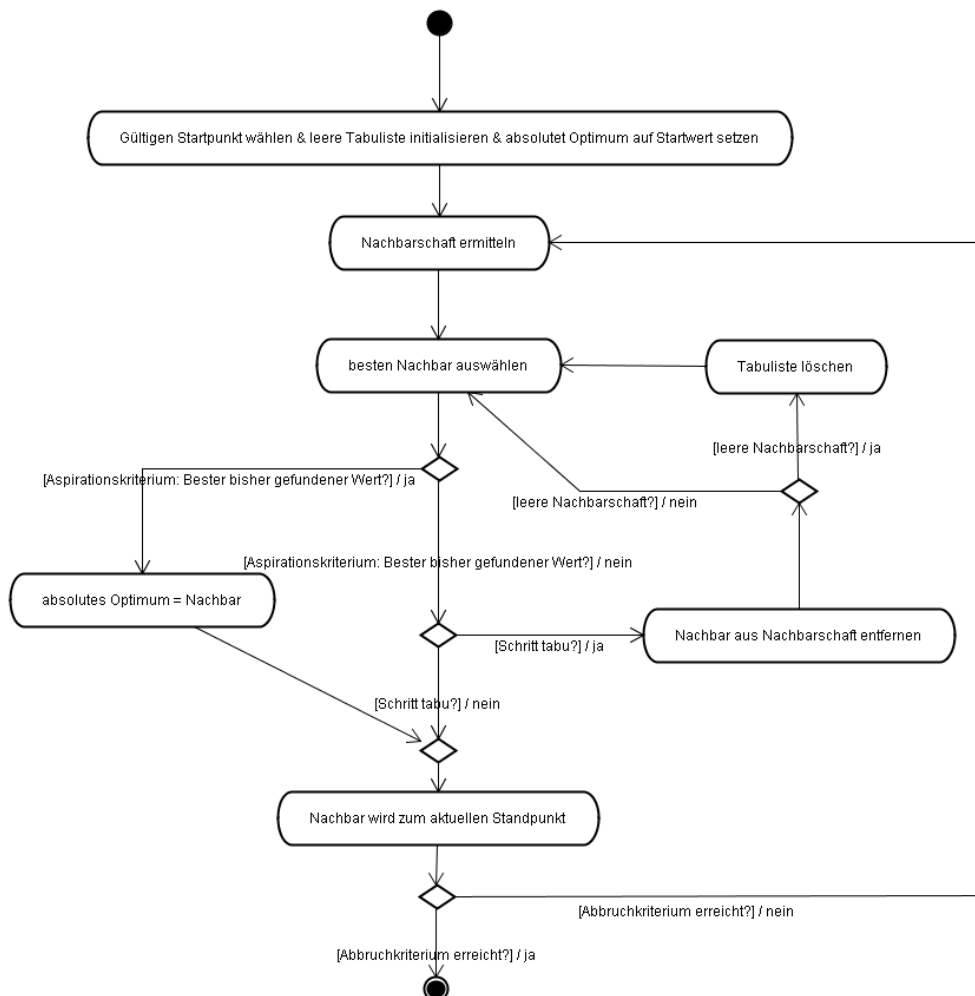 Gültigen Startpunkt wählen & leere Tabuliste initialisieren & absolutet Optimum auf Startwert setzen
Nachbarschaft ermitteln
besten Nachbar auswählen
Tabuliste löschen
[leere Nachbarschaft?] / ja
[Aspirationskriterium: Bester bisher gefundener Wert?] / ja
[leere Nachbarschaft?] / nein
[Aspirationskriterium: Bester bisher gefundener Wert?] / nein
absolutes Optimum = Nachbar
Nachbar aus Nachbarschaft entfernen
[Schritt tabu?] / ja
[Schritt tabu?] / nein
Nachbar wird zum aktuellen Standpunkt
[Abbruchkriterium erreicht?] / nein
[Abbruchkriterium erreicht?] / ja